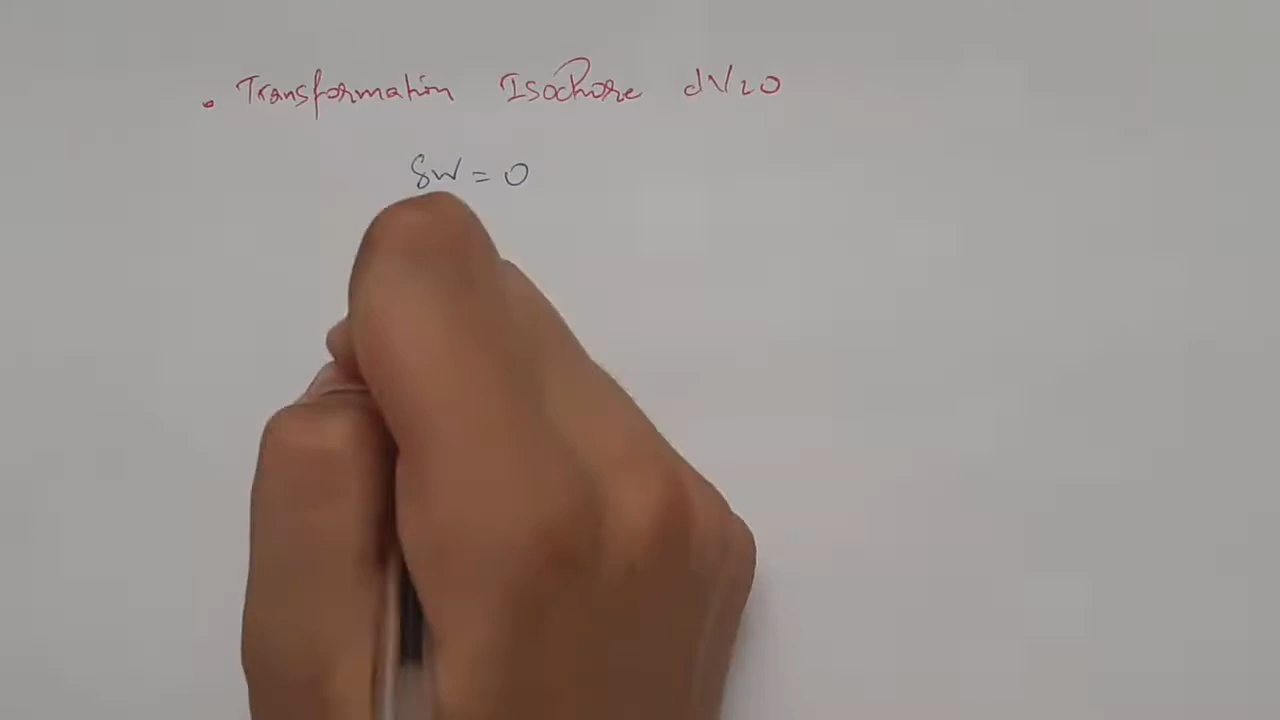 • Transformation Isochore dV = 0
δW = 0